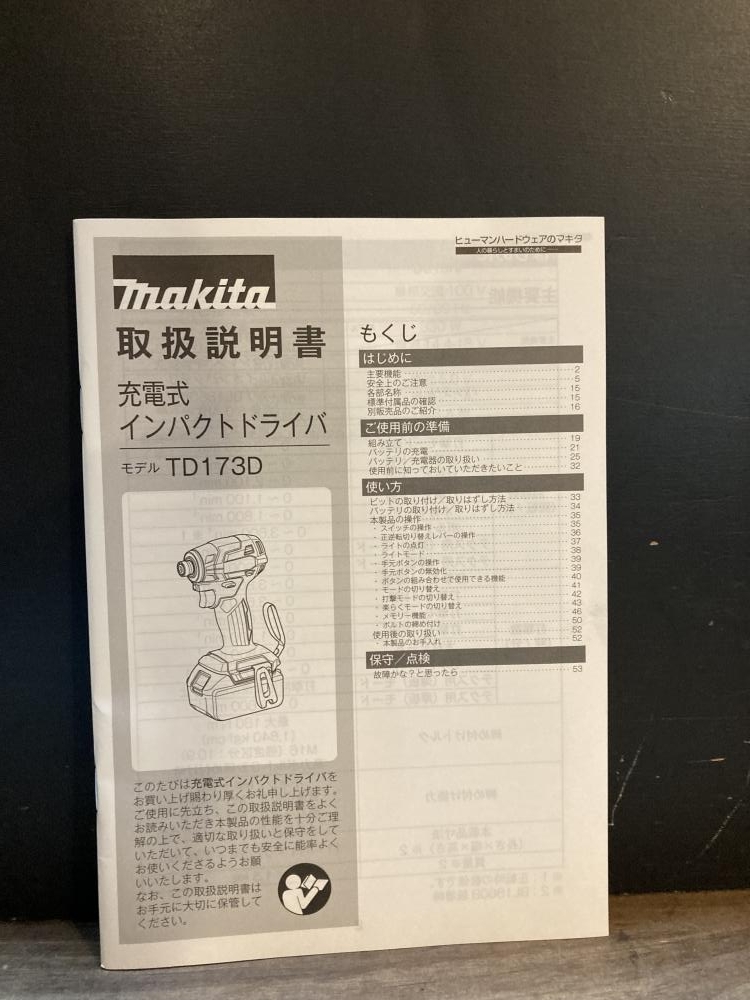 makita
取扱説明書
充電式
インパクトドライバ
モデル TD173D
このたびは充電式インパクトドライバを
お買い上げ賜わり厚くお礼申し上げます。
ご使用に先立ち、この取扱説明書をよく
お読みいただき本製品の性能を十分ご理
解の上で、適切な取り扱いと保守をして
いただいて、いつまでも安全に能率よく
お使いくださるようお願
いいたします。
なお、この取扱説明書は
お手元に大切に保管して
ください。
ヒューマンハードウェアのマキタ
人の暮らしとすまいのために
もくじ
はじめに
主要機能 2
安全上のご注意 5
各部名称 15
標準付属品の確認 15
別販売品のご紹介 16
ご使用前の準備
組み立て 19
バッテリの充電 21
バッテリ／充電器の取り扱い 25
使用前に知っておいていただきたいこと 32
使い方
ビットの取り付け／取りはずし方法 33
バッテリの取り付け／取りはずし方法 34
本製品の操作 35
・スイッチの操作 35
・正逆転切り替えレバーの操作 36
・ライトの点灯 37
・ライトモード 38
・手元ボタンの操作 39
・手元ボタンの無効化 39
・ボタンの組み合わせで使用できる機能 40
・モードの切り替え 41
・打撃モードの切り替え 42
・楽らくモードの切り替え 43
・メモリー機能 46
・ボルトの締め付け 50
使用後の取り扱い 52
・本製品のお手入れ 52
保守／点検
故障かな？と思ったら 53